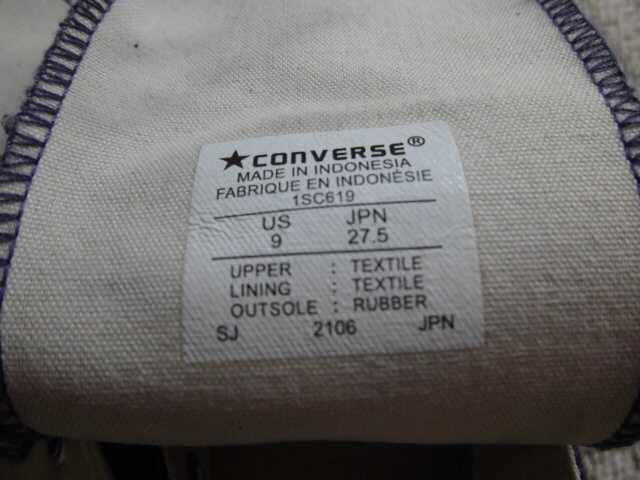 ★CONVERSE®
MADE IN INDONESIA
FABRIQUE EN INDONÉSIE
1SC619
US JPN
9 27.5
UPPER : TEXTILE
LINING : TEXTILE
OUTSOLE : RUBBER
SJ 2106 JPN